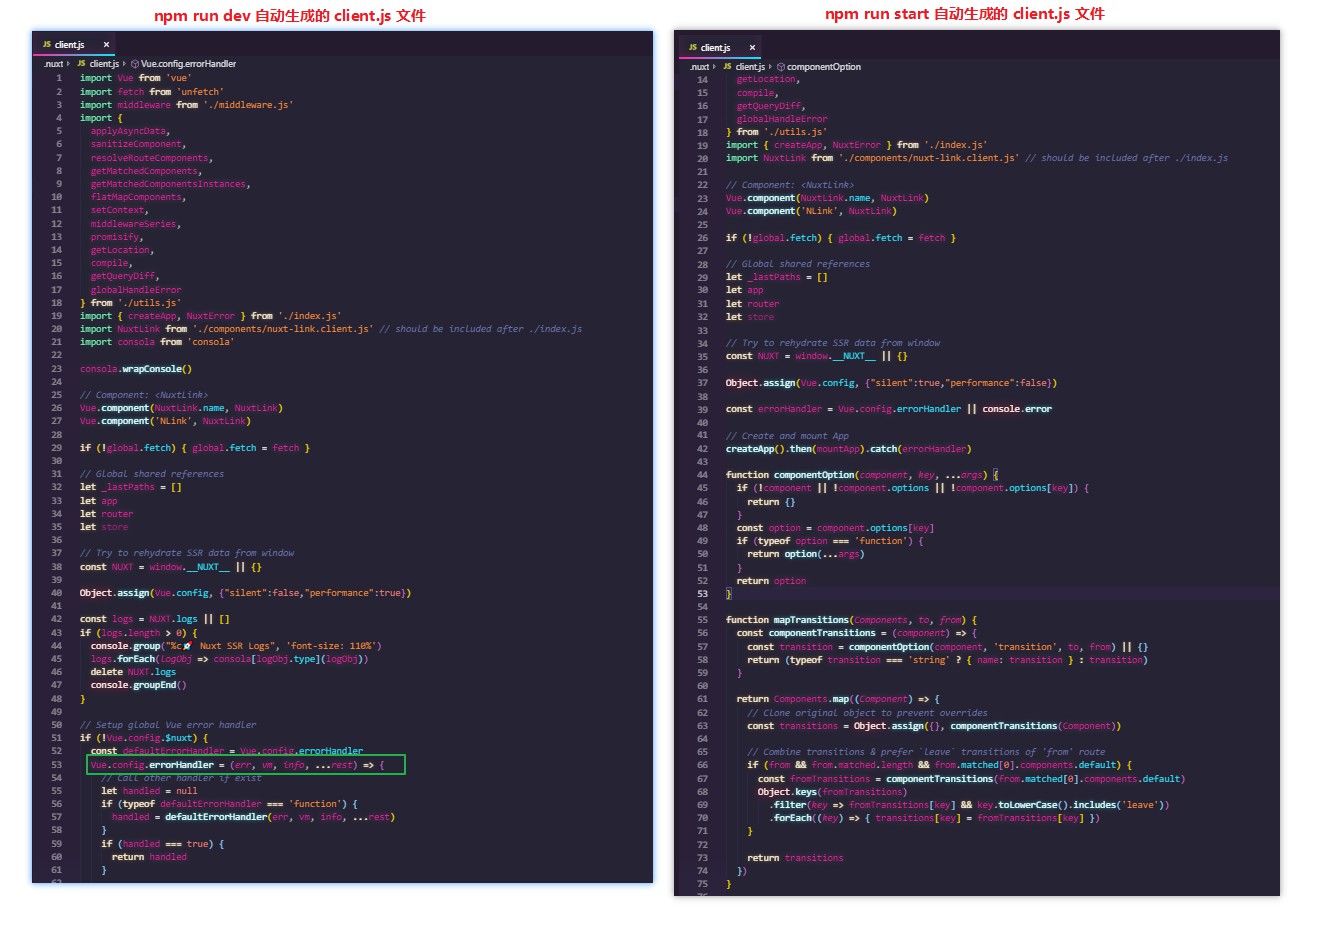 npm run dev 自动生成的 client.js 文件
JS client.js ×
.nuxt › JS client.js › Vue.config.errorHandler
1 import Vue from 'vue'
2 import fetch from 'unfetch'
3 import middleware from './middleware.js'
4 import {
5 applyAsyncData,
6 sanitizeComponent,
7 resolveRouteComponents,
8 getMatchedComponents,
9 getMatchedComponentsInstances,
10 flatMapComponents,
11 setContext,
12 middlewareSeries,
13 promisify,
14 getLocation,
15 compile,
16 getQueryDiff,
17 globalHandleError
18 } from './utils.js'
19 import { createApp, NuxtError } from './index.js'
20 import NuxtLink from './components/nuxt-link.client.js' // should be included after ./index.js
21 import consola from 'consola'
22
23 consola.wrapConsole()
24
25 // Component: <NuxtLink>
26 Vue.component(NuxtLink.name, NuxtLink)
27 Vue.component('NLink', NuxtLink)
28
29 if (!global.fetch) { global.fetch = fetch }
30
31 // Global shared references
32 let _lastPaths = []
33 let app
34 let router
35 let store
36
37 // Try to rehydrate SSR data from window
38 const NUXT = window.__NUXT__ || {}
39
40 Object.assign(Vue.config, {"silent":false,"performance":true})
41
42 const logs = NUXT.logs || []
43 if (logs.length > 0) {
44 console.group("%c🚀 Nuxt SSR Logs", 'font-size: 110%')
45 logs.forEach(logObj => consola[logObj.type](logObj))
46 delete NUXT.logs
47 console.groupEnd()
48 }
49
50 // Setup global Vue error handler
51 if (!Vue.config.$nuxt) {
52 const defaultErrorHandler = Vue.config.errorHandler
53 Vue.config.errorHandler = (err, vm, info, ...rest) => {
54 // Call other handler if exist
55 let handled = null
56 if (typeof defaultErrorHandler === 'function') {
57 handled = defaultErrorHandler(err, vm, info, ...rest)
58 }
59 if (handled === true) {
60 return handled
61 }
npm run start 自动生成的 client.js 文件
JS client.js ×
.nuxt › JS client.js › componentOption
14 getLocation,
15 compile,
16 getQueryDiff,
17 globalHandleError
18 } from './utils.js'
19 import { createApp, NuxtError } from './index.js'
20 import NuxtLink from './components/nuxt-link.client.js' // should be included after ./index.js
21
22 // Component: <NuxtLink>
23 Vue.component(NuxtLink.name, NuxtLink)
24 Vue.component('NLink', NuxtLink)
25
26 if (!global.fetch) { global.fetch = fetch }
27
28 // Global shared references
29 let _lastPaths = []
30 let app
31 let router
32 let store
33
34 // Try to rehydrate SSR data from window
35 const NUXT = window.__NUXT__ || {}
36
37 Object.assign(Vue.config, {"silent":true,"performance":false})
38
39 const errorHandler = Vue.config.errorHandler || console.error
40
41 // Create and mount App
42 createApp().then(mountApp).catch(errorHandler)
43
44 function componentOption(component, key, ...args) {
45 if (!component || !component.options || !component.options[key]) {
46 return {}
47 }
48 const option = component.options[key]
49 if (typeof option === 'function') {
50 return option(...args)
51 }
52 return option
53 }
54
55 function mapTransitions(Components, to, from) {
56 const componentTransitions = (component) => {
57 const transition = componentOption(component, 'transition', to, from) || {}
58 return (typeof transition === 'string' ? { name: transition } : transition)
59 }
60
61 return Components.map((Component) => {
62 // Clone original object to prevent overrides
63 const transitions = Object.assign({}, componentTransitions(Component))
64
65 // Combine transitions & prefer `leave` transitions of 'from' route
66 if (from && from.matched.length && from.matched[0].components.default) {
67 const fromTransitions = componentTransitions(from.matched[0].components.default)
68 Object.keys(fromTransitions)
69 .filter(key => fromTransitions[key] && key.toLowerCase().includes('leave'))
70 .forEach((key) => { transitions[key] = fromTransitions[key] })
71 }
72
73 return transitions
74 })
75 }